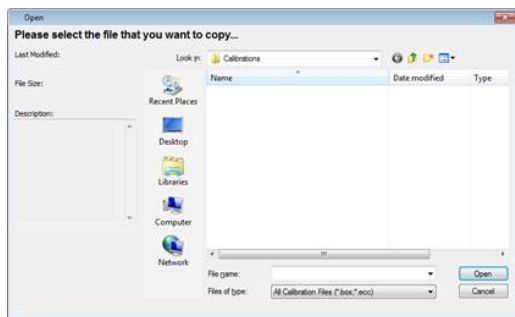 Open
Please select the file that you want to copy...
Last Modified:
File Size:
Description:
Look in:
Calibrations
Name
Date modified
Type
Recent Places
Desktop
Libraries
Computer
Network
File name:
Open
Files of type:
All Calibration Files (*.box;*.ecc)
Cancel